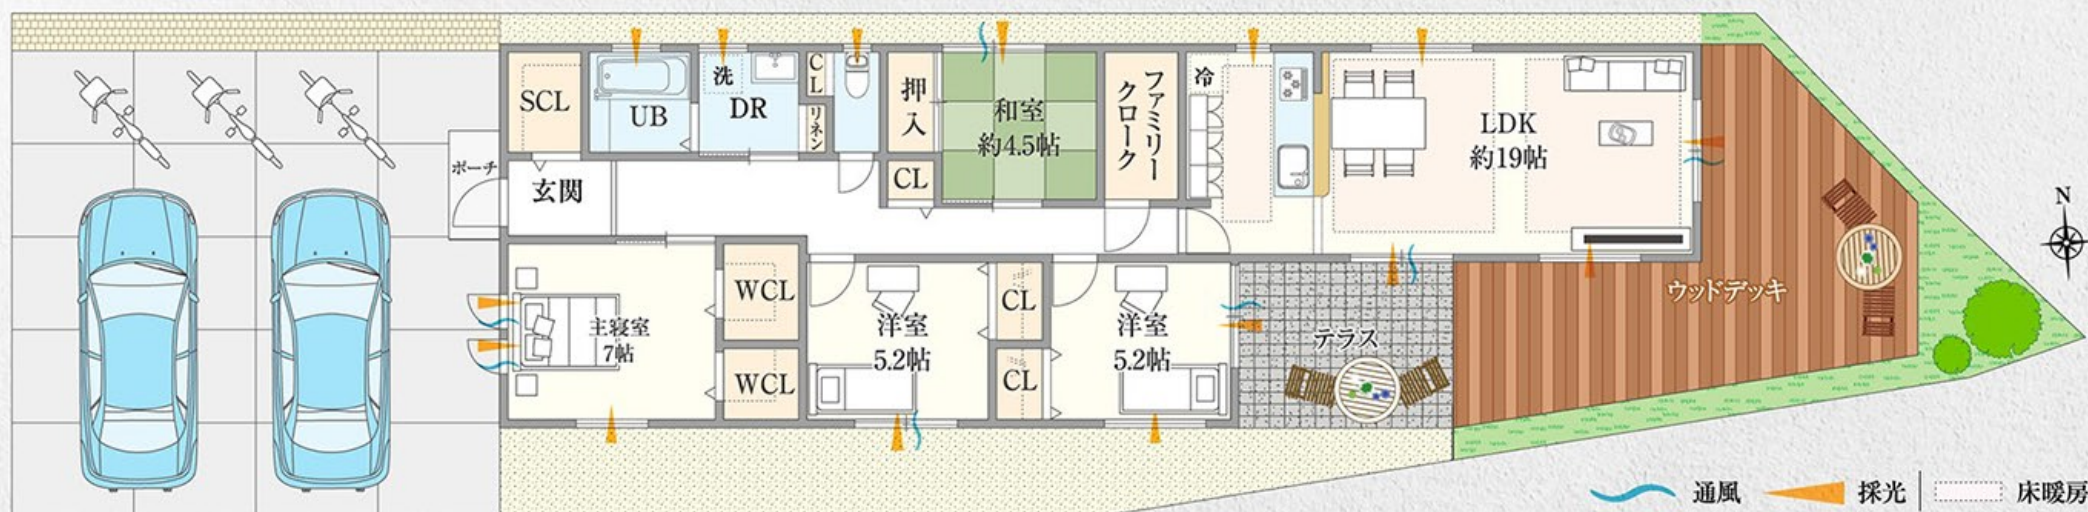 ポーチ
SCL
UB
洗
DR
CL
リネン
押入
CL
和室
約4.5帖
ファミリー
クローク
冷
LDK
約19帖
玄関
主寝室
7帖
WCL
WCL
洋室
5.2帖
CL
CL
洋室
5.2帖
テラス
ウッドデッキ
N
通風
採光
床暖房